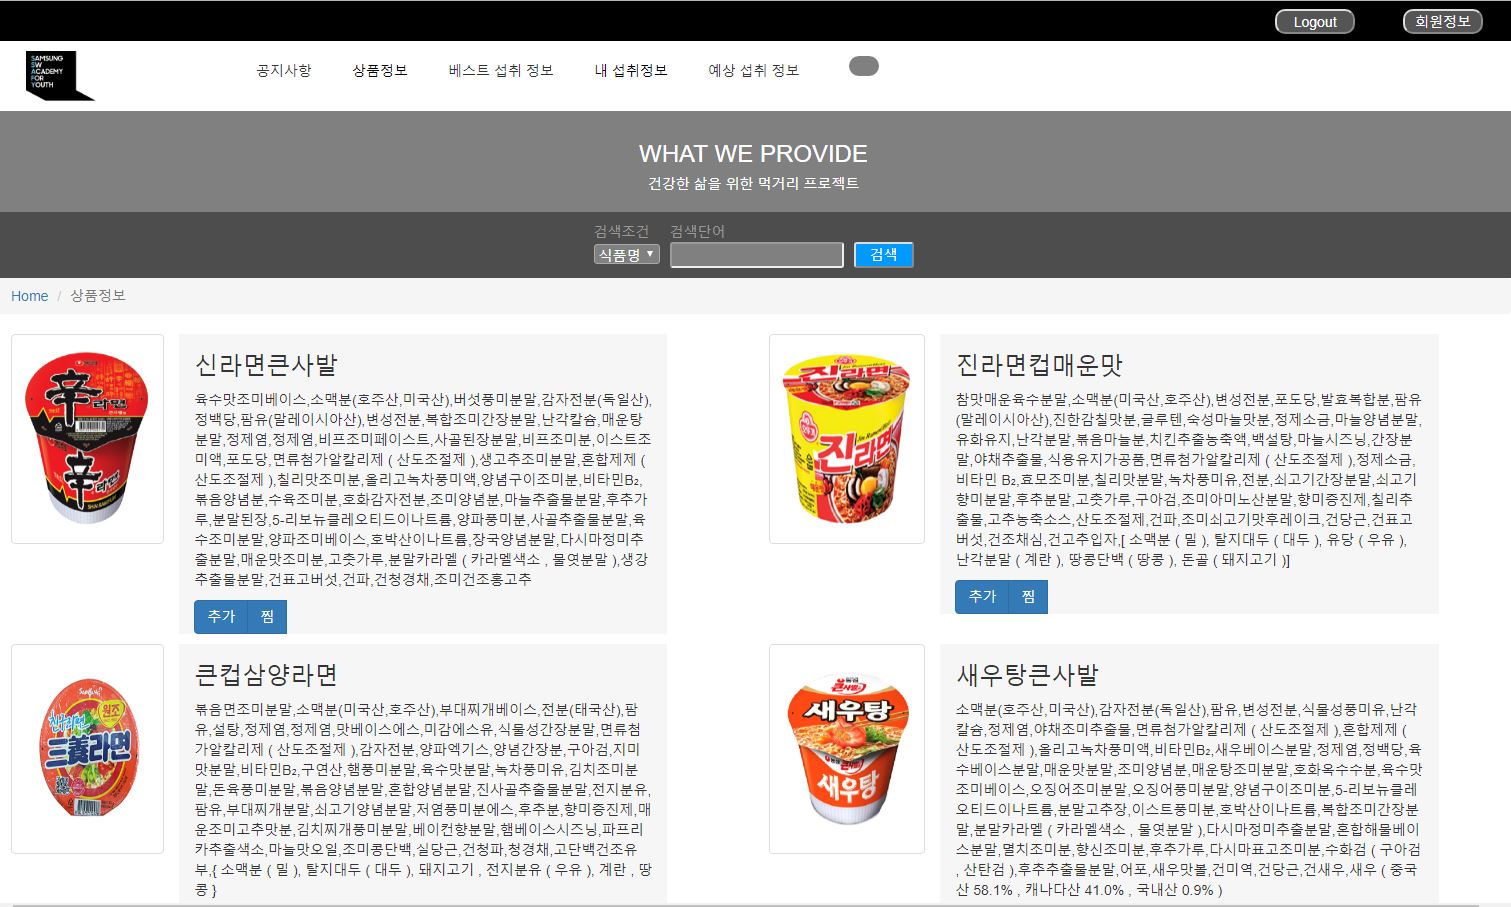 Logout 회원정보
SAMSUNG
SW
ACADEMY
FOR
YOUTH
공지사항 상품정보 베스트 섭취 정보 내 섭취정보 예상 섭취 정보
WHAT WE PROVIDE
건강한 삶을 위한 먹거리 프로젝트
검색조건 검색단어
식품명 검색
Home / 상품정보
辛
라면
큰사발
辛
라면
SHIN RAMYUN
신라면큰사발
육수맛조미베이스,소맥분(호주산,미국산),버섯풍미분말,감자전분(독일산),
정백당,팜유(말레이시아산),변성전분,복합조미간장분말,난각칼슘,매운탕
분말,정제염,정제염,비프조미페이스트,사골된장분말,비프조미분,이스트조
미액,포도당,면류첨가알칼리제 ( 산도조절제 ),생고추조미분말,혼합제제 (
산도조절제 ),칠리맛조미분,올리고녹차풍미액,양념구이조미분,비타민B₂,
볶음양념분,수육조미분,호화감자전분,조미양념분,마늘추출물분말,후추가
루,분말된장,5-리보뉴클레오티드이나트륨,양파풍미분,사골추출물분말,육
수조미분말,양파조미베이스,호박산이나트륨,장국양념분말,다시마정미추
출분말,매운맛조미분,고춧가루,분말카라멜 ( 카라멜색소 , 물엿분말 ),생강
추출물분말,건표고버섯,건파,건청경채,조미건조홍고추
추가 찜
진라면
진라면
진라면컵매운맛
참맛매운육수분말,소맥분(미국산,호주산),변성전분,포도당,발효복합분,팜유
(말레이시아산),진한감칠맛분,글루텐,숙성마늘맛분,정제소금,마늘양념분말,
유화유지,난각분말,볶음마늘분,치킨추출농축액,백설탕,마늘시즈닝,간장분
말,야채추출물,식용유지가공품,면류첨가알칼리제 ( 산도조절제 ),정제소금,
비타민 B₂,효모조미분,칠리맛분말,녹차풍미유,전분,쇠고기간장분말,쇠고기
향미분말,후추분말,고춧가루,구아검,조미아미노산분말,향미증진제,칠리추
출물,고추농축소스,산도조절제,건파,조미쇠고기맛후레이크,건당근,건표고
버섯,건조채심,건고추입자,[ 소맥분 ( 밀 ), 탈지대두 ( 대두 ), 유당 ( 우유 ),
난각분말 ( 계란 ), 땅콩단백 ( 땅콩 ), 돈골 ( 돼지고기 )]
추가 찜
원조
三養라면
큰컵삼양라면
볶음면조미분말,소맥분(미국산,호주산),부대찌개베이스,전분(태국산),팜
유,설탕,정제염,정제염,맛베이스에스,미감에스유,식물성간장분말,면류첨
가알칼리제 ( 산도조절제 ),감자전분,양파엑기스,양념간장분,구아검,지미
맛분말,비타민B₂,구연산,햄풍미분말,육수맛분말,녹차풍미유,김치조미분
말,돈육풍미분말,볶음양념분말,혼합양념분말,진사골추출물분말,전지분유,
팜유,부대찌개분말,쇠고기양념분말,저염풍미분에스,후추분,향미증진제,매
운조미고추맛분,김치찌개풍미분말,베이컨향분말,햄베이스시즈닝,파프리
카추출색소,마늘맛오일,조미콩단백,실당근,건청파,청경채,고단백건조유
부,{ 소맥분 ( 밀 ), 탈지대두 ( 대두 ), 돼지고기 , 전지분유 ( 우유 ), 계란 , 땅
콩 }
농심
큰사발
새우탕
큰사발
새우탕
새우탕큰사발
소맥분(호주산,미국산),감자전분(독일산),팜유,변성전분,식물성풍미유,난각
칼슘,정제염,야채조미추출물,면류첨가알칼리제 ( 산도조절제 ),혼합제제 (
산도조절제 ),올리고녹차풍미액,비타민B₂,새우베이스분말,정제염,정백당,육
수베이스분말,매운맛분말,조미양념분,매운탕조미분말,호화옥수수분,육수맛
조미베이스,오징어조미분말,오징어풍미분말,양념구이조미분,5-리보뉴클레
오티드이나트륨,분말고추장,이스트풍미분,호박산이나트륨,복합조미간장분
말,분말카라멜 ( 카라멜색소 , 물엿분말 ),다시마정미추출분말,혼합해물베이
스분말,멸치조미분,향신조미분,후추가루,다시마표고조미분,수화검 ( 구아검
, 산탄검 ),후추추출물분말,어포,새우맛볼,건미역,건당근,건새우,새우 ( 중국
산 58.1% , 캐나다산 41.0% , 국내산 0.9% )